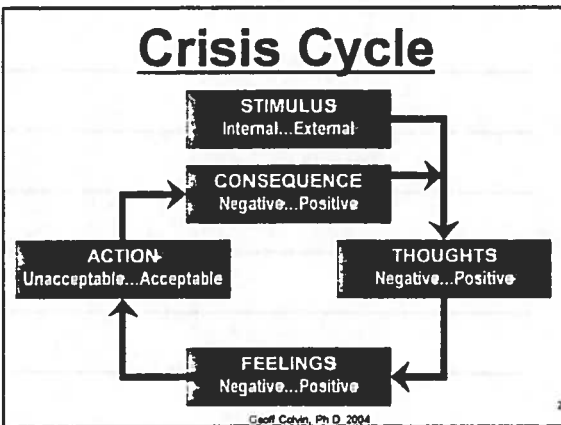 Crisis Cycle
STIMULUS
Internal...External
CONSEQUENCE
Negative...Positive
ACTION
Unacceptable...Acceptable
THOUGHTS
Negative...Positive
FEELINGS
Negative...Positive
Geoff Colvin, Ph D 2004
2